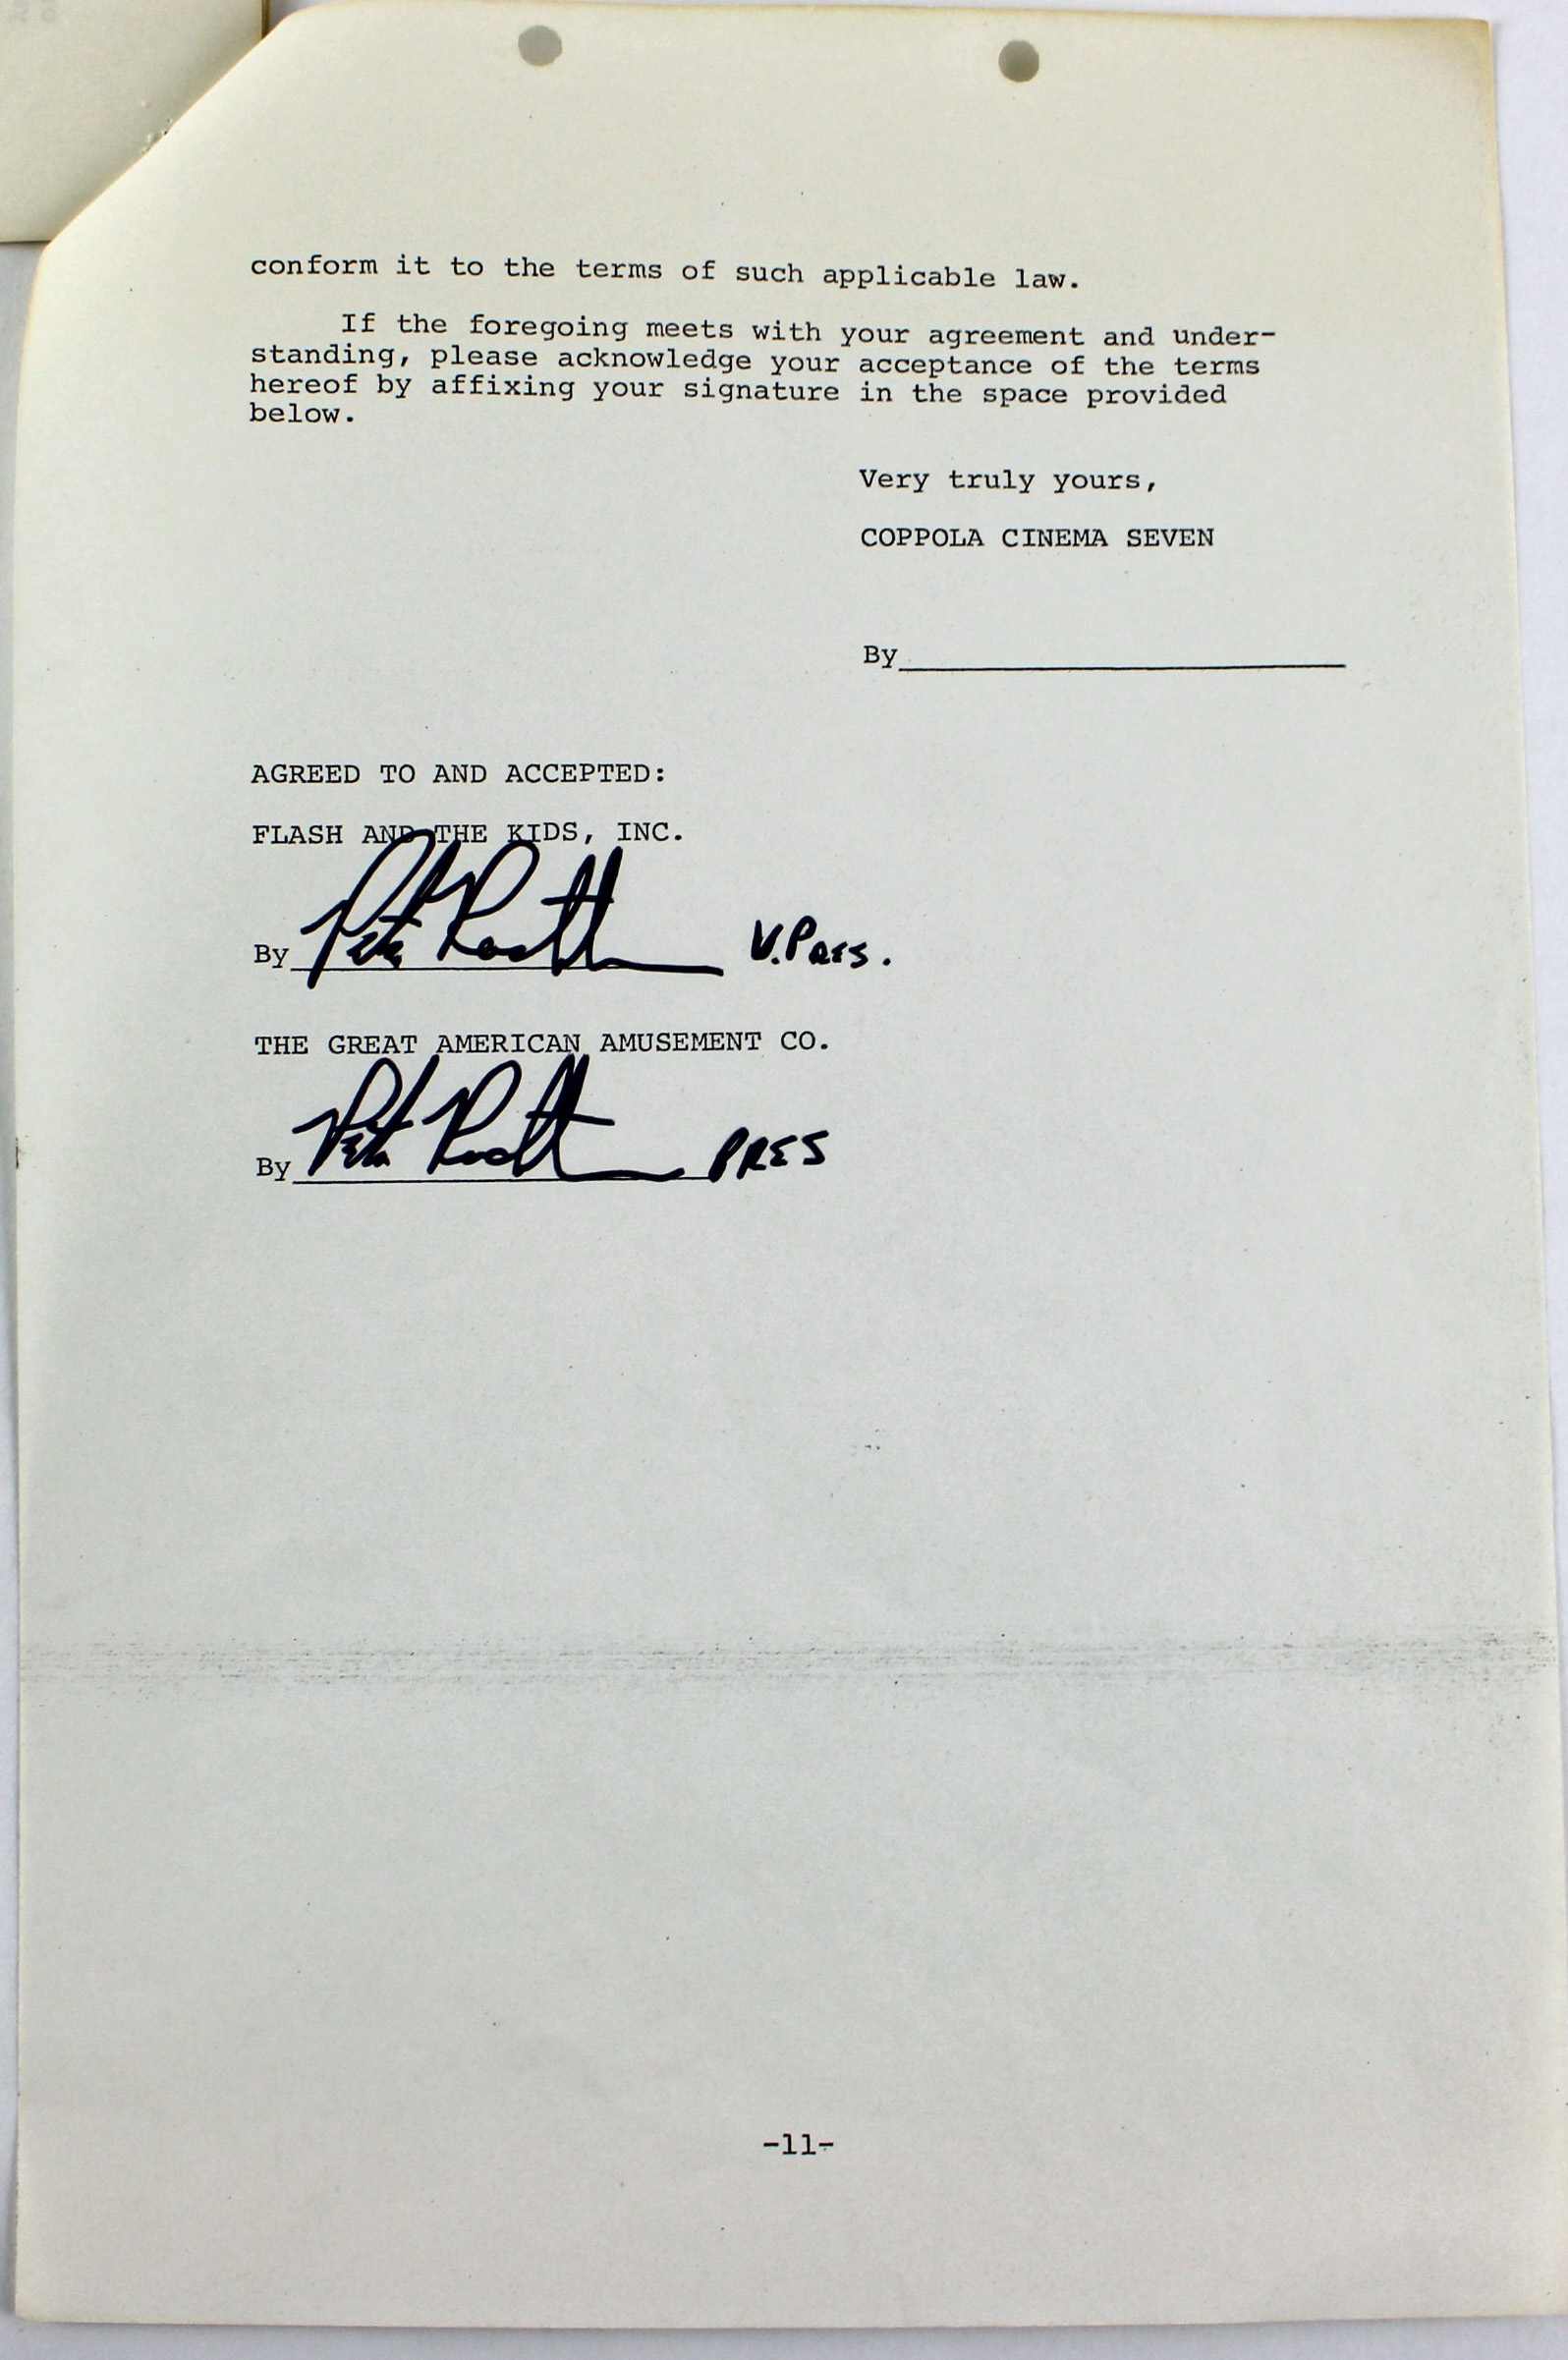 conform it to the terms of such applicable law.
If the foregoing meets with your agreement and under-
standing, please acknowledge your acceptance of the terms
hereof by affixing your signature in the space provided
below.
Very truly yours,
COPPOLA CINEMA SEVEN
By
AGREED TO AND ACCEPTED:
FLASH AND THE KIDS, INC.
By Pete V.PRES.
THE GREAT AMERICAN AMUSEMENT CO.
By Pete PRES
-11-